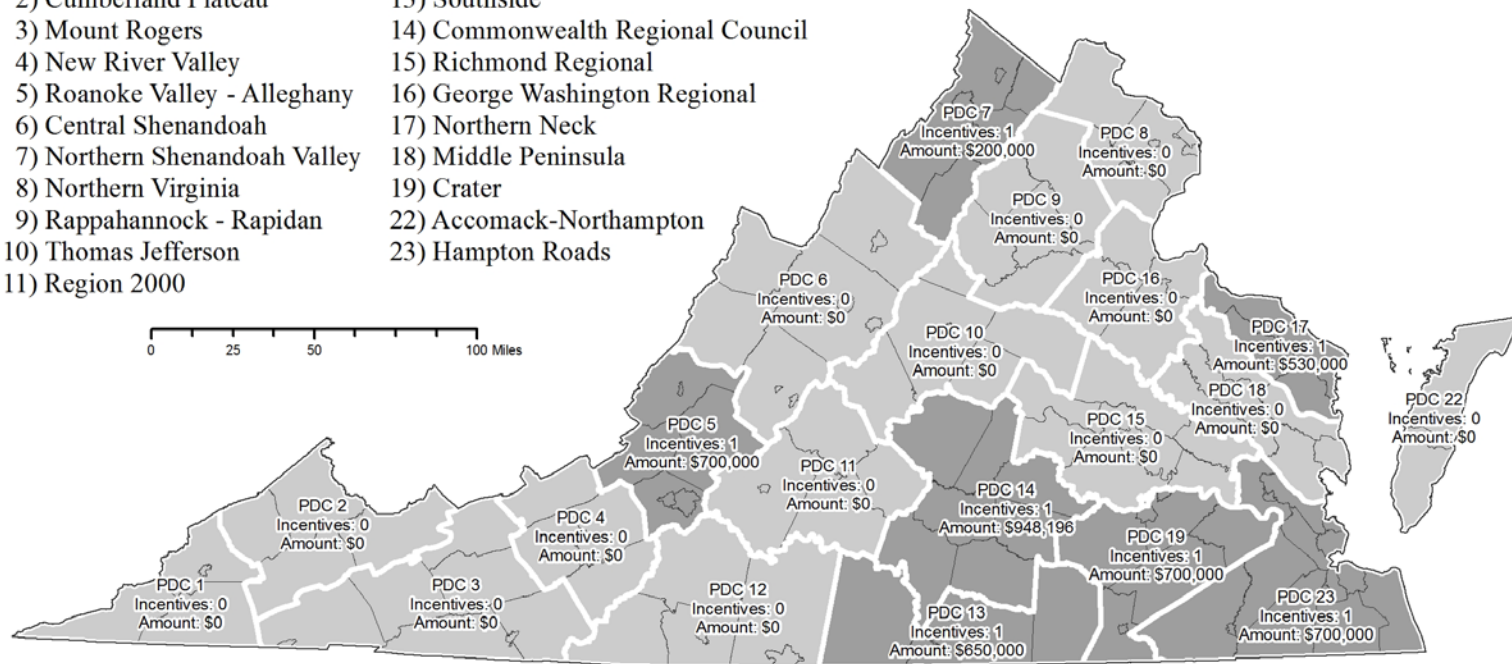 2) Cumberland Plateau
3) Mount Rogers
4) New River Valley
5) Roanoke Valley - Alleghany
6) Central Shenandoah
7) Northern Shenandoah Valley
8) Northern Virginia
9) Rappahannock - Rapidan
10) Thomas Jefferson
11) Region 2000
13) Southside
14) Commonwealth Regional Council
15) Richmond Regional
16) George Washington Regional
17) Northern Neck
18) Middle Peninsula
19) Crater
22) Accomack-Northampton
23) Hampton Roads
0 25 50 100 Miles
PDC 7
Incentives: 1
Amount: $200,000
PDC 8
Incentives: 0
Amount: $0
PDC 9
Incentives: 0
Amount: $0
PDC 6
Incentives: 0
Amount: $0
PDC 16
Incentives: 0
Amount: $0
PDC 10
Incentives: 0
Amount: $0
PDC 17
Incentives: 1
Amount: $530,000
PDC 18
Incentives: 0
Amount: $0
PDC 22
Incentives: 0
Amount: $0
PDC 5
Incentives: 1
Amount: $700,000
PDC 15
Incentives: 0
Amount: $0
PDC 11
Incentives: 0
Amount: $0
PDC 14
Incentives: 1
Amount: $948,196
PDC 2
Incentives: 0
Amount: $0
PDC 4
Incentives: 0
Amount: $0
PDC 19
Incentives: 1
Amount: $700,000
PDC 1
Incentives: 0
Amount: $0
PDC 3
Incentives: 0
Amount: $0
PDC 12
Incentives: 0
Amount: $0
PDC 13
Incentives: 1
Amount: $650,000
PDC 23
Incentives: 1
Amount: $700,000